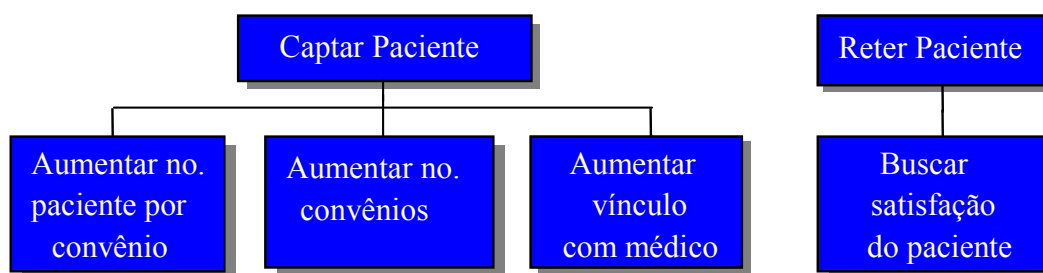 Captar Paciente
Reter Paciente
Aumentar no.
paciente por
convênio
Aumentar no.
convênios
Aumentar
vínculo
com médico
Buscar
satisfação
do paciente